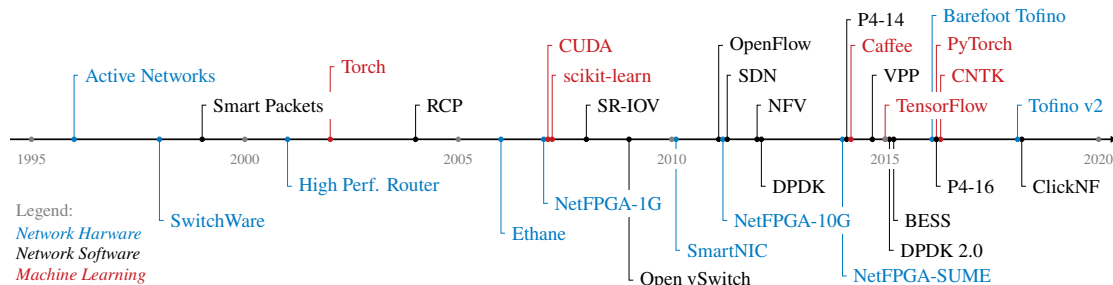 P4-14
Barefoot Tofino
CUDA
OpenFlow
Caffee
PyTorch
Active Networks
Torch
scikit-learn
SDN
VPP
CNTK
Smart Packets
RCP
SR-IOV
NFV
TensorFlow
Tofino v2
1995
2000
2005
2010
2015
2020
High Perf. Router
DPDK
P4-16
ClickNF
NetFPGA-1G
Legend:
SwitchWare
NetFPGA-10G
BESS
Network Harware
Ethane
Network Software
SmartNIC
DPDK 2.0
Machine Learning
Open vSwitch
NetFPGA-SUME